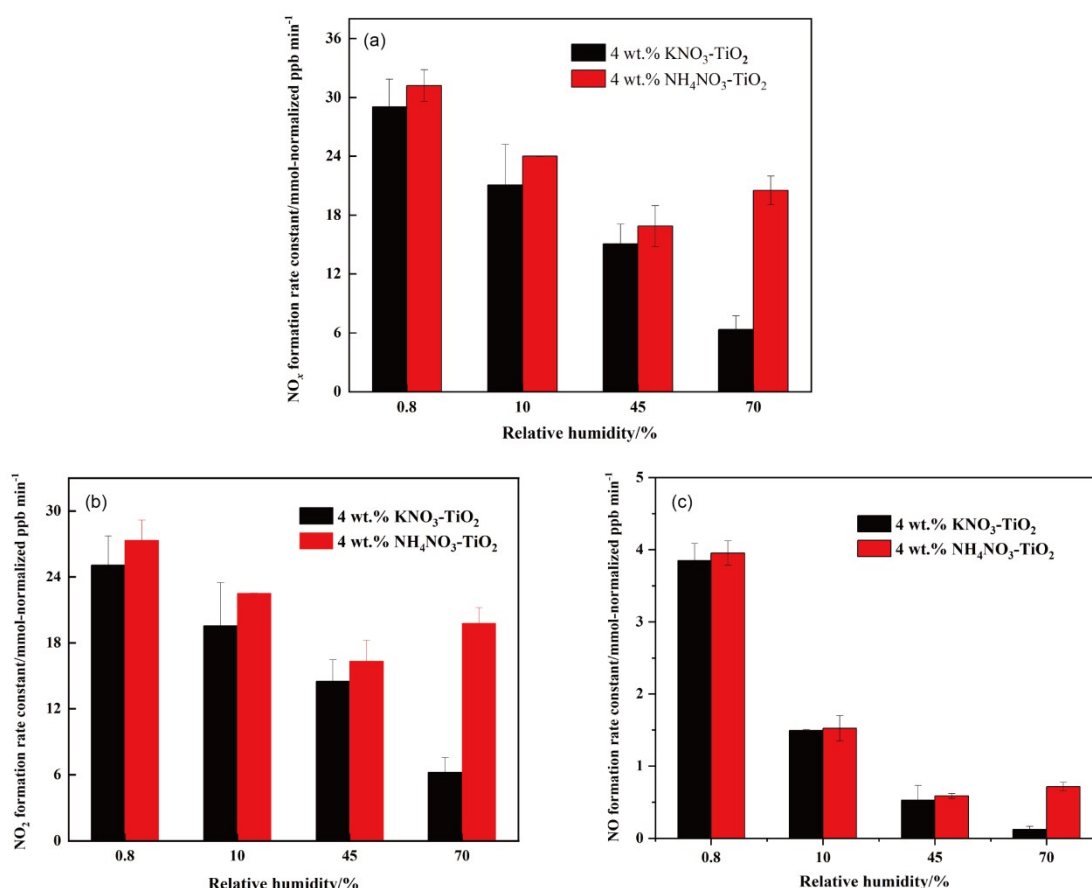 (a)
4 wt.% KNO₃-TiO₂
4 wt.% NH₄NO₃-TiO₂
NOₓ formation rate constant/mmol-normalized ppb min⁻¹
36
30
24
18
12
6
0
0.8 10 45 70
Relative humidity/%
(b)
4 wt.% KNO₃-TiO₂
4 wt.% NH₄NO₃-TiO₂
NO₂ formation rate constant/mmol-normalized ppb min⁻¹
30
24
18
12
6
0
0.8 10 45 70
Relative humidity/%
(c)
4 wt.% KNO₃-TiO₂
4 wt.% NH₄NO₃-TiO₂
NO formation rate constant/mmol-normalized ppb min⁻¹
5
4
3
2
1
0
0.8 10 45 70
Relative humidity/%